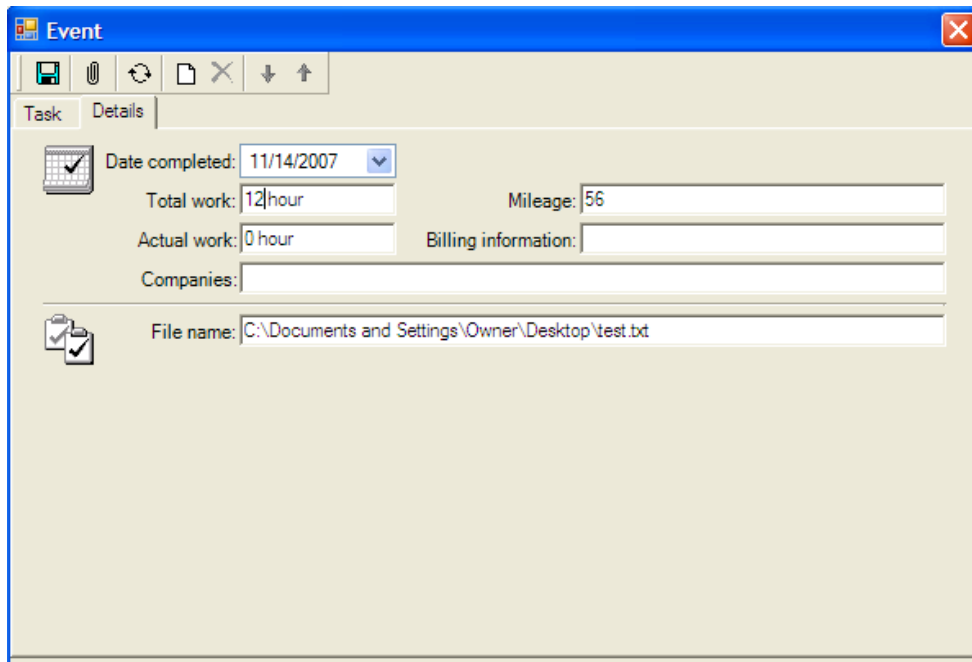 Event
Task Details
Date completed: 11/14/2007
Total work: 12 hour Mileage: 56
Actual work: 0 hour Billing information:
Companies:
File name: C:\Documents and Settings\Owner\Desktop\test.txt